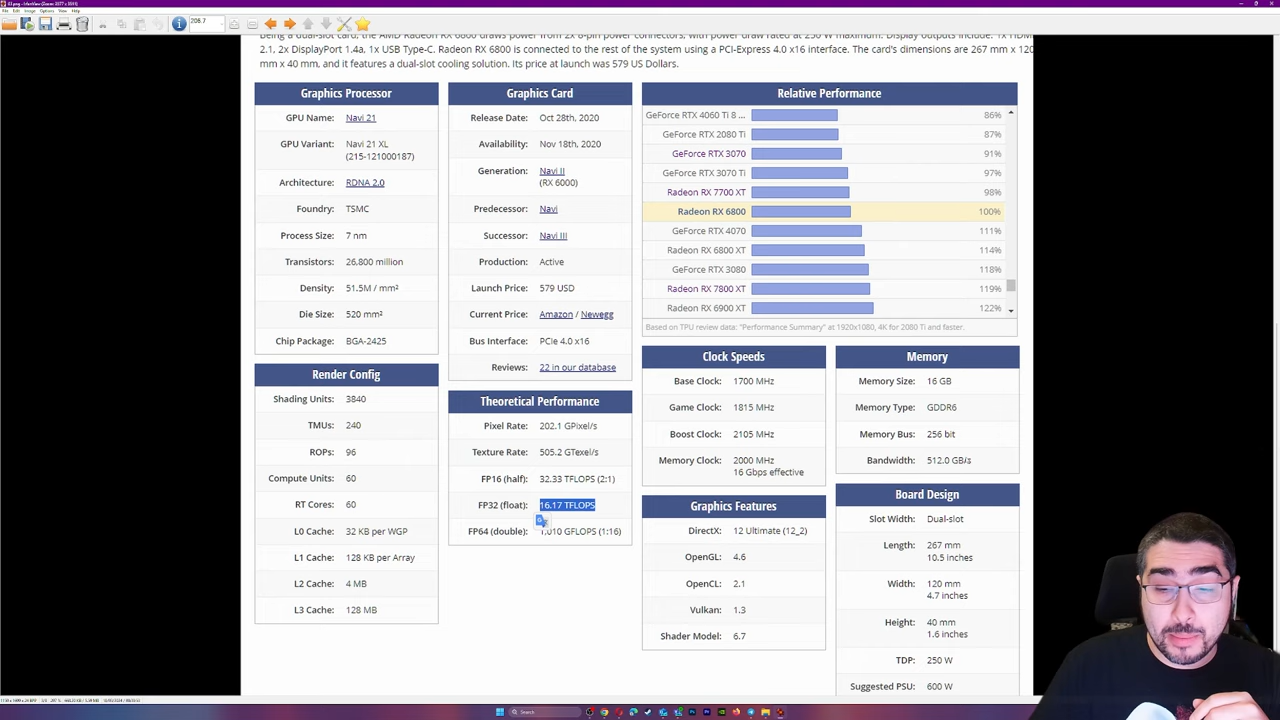 File Edit Image Options View Help
206.7
Being a dual-slot card, the AMD Radeon RX 6800 draws power from 2x 8-pin power connectors, with power draw rated at 250 W maximum. Display outputs include: 1x HDMI
2.1, 2x DisplayPort 1.4a, 1x USB Type-C. Radeon RX 6800 is connected to the rest of the system using a PCI-Express 4.0 x16 interface. The card's dimensions are 267 mm x 120
mm x 40 mm, and it features a dual-slot cooling solution. Its price at launch was 579 US Dollars.
Graphics Processor
GPU Name: Navi 21
GPU Variant: Navi 21 XL
(215-121000187)
Architecture: RDNA 2.0
Foundry: TSMC
Process Size: 7 nm
Transistors: 26,800 million
Density: 51.5M / mm²
Die Size: 520 mm²
Chip Package: BGA-2425
Render Config
Shading Units: 3840
TMUs: 240
ROPs: 96
Compute Units: 60
RT Cores: 60
L0 Cache: 32 KB per WGP
L1 Cache: 128 KB per Array
L2 Cache: 4 MB
L3 Cache: 128 MB
Graphics Card
Release Date: Oct 28th, 2020
Availability: Nov 18th, 2020
Generation: Navi II
(RX 6000)
Predecessor: Navi
Successor: Navi III
Production: Active
Launch Price: 579 USD
Current Price: Amazon / Newegg
Bus Interface: PCIe 4.0 x16
Reviews: 22 in our database
Theoretical Performance
Pixel Rate: 202.1 GPixel/s
Texture Rate: 505.2 GTexel/s
FP16 (half): 32.33 TFLOPS (2:1)
FP32 (float): 16.17 TFLOPS
FP64 (double): 1,010 GFLOPS (1:16)
Relative Performance
GeForce RTX 4060 Ti 8 ... 86%
GeForce RTX 2080 Ti 87%
GeForce RTX 3070 91%
GeForce RTX 3070 Ti 97%
Radeon RX 7700 XT 98%
Radeon RX 6800 100%
GeForce RTX 4070 111%
Radeon RX 6800 XT 114%
GeForce RTX 3080 118%
Radeon RX 7800 XT 119%
Radeon RX 6900 XT 122%
Based on TPU review data: "Performance Summary" at 1920x1080, 4K for 2080 Ti and faster.
Clock Speeds
Base Clock: 1700 MHz
Game Clock: 1815 MHz
Boost Clock: 2105 MHz
Memory Clock: 2000 MHz
16 Gbps effective
Graphics Features
DirectX: 12 Ultimate (12_2)
OpenGL: 4.6
OpenCL: 2.1
Vulkan: 1.3
Shader Model: 6.7
Memory
Memory Size: 16 GB
Memory Type: GDDR6
Memory Bus: 256 bit
Bandwidth: 512.0 GB/s
Board Design
Slot Width: Dual-slot
Length: 267 mm
10.5 inches
Width: 120 mm
4.7 inches
Height: 40 mm
1.6 inches
TDP: 250 W
Suggested PSU: 600 W
Search